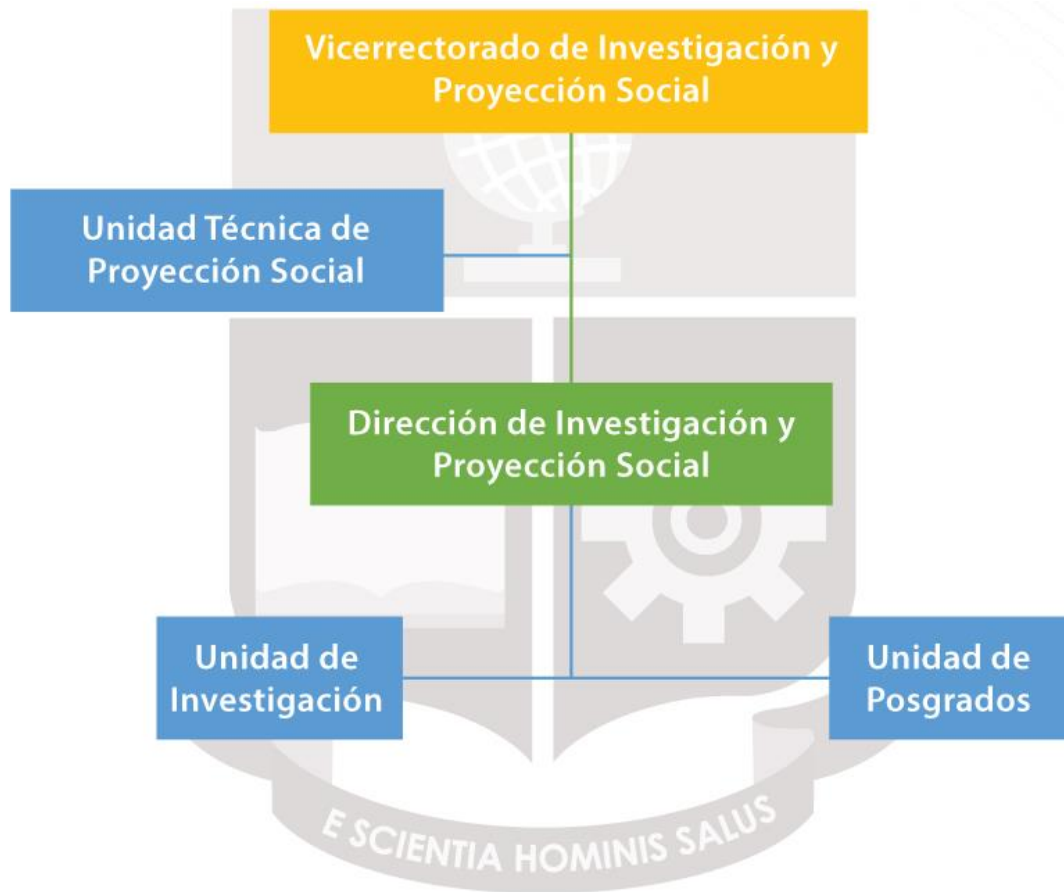 Vicerrectorado de Investigación y
Proyección Social
Unidad Técnica de
Proyección Social
Dirección de Investigación y
Proyección Social
Unidad de
Investigación
Unidad de
Posgrados
E SCIENTIA HOMINIS SALUS